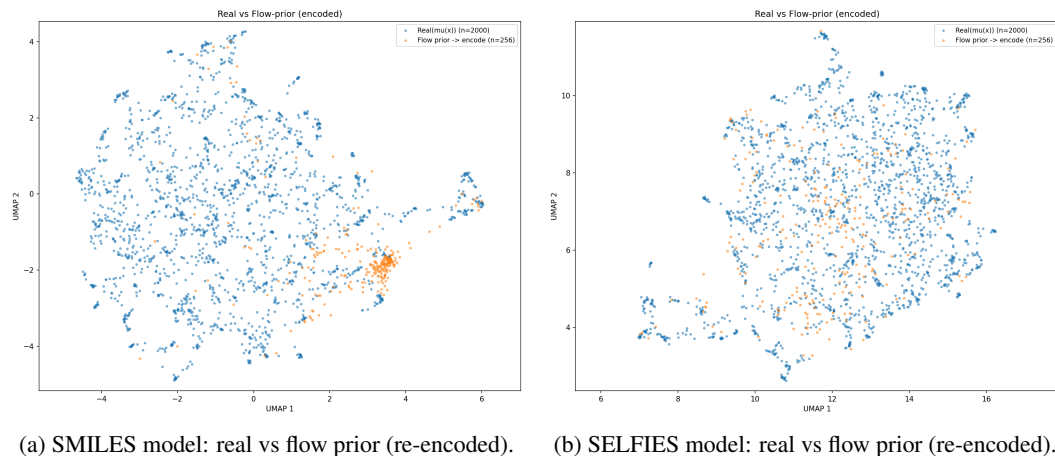 Real vs Flow-prior (encoded)
Real(mu(x)) (n=2000)
Flow prior -> encode (n=256)
4
2
0
−2
−4
UMAP 2
−4
−2
0
2
4
6
UMAP 1
(a) SMILES model: real vs flow prior (re-encoded).
Real vs Flow-prior (encoded)
Real(mu(x)) (n=2000)
Flow prior -> encode (n=256)
10
8
6
4
UMAP 2
6
8
10
12
14
16
UMAP 1
(b) SELFIES model: real vs flow prior (re-encoded).